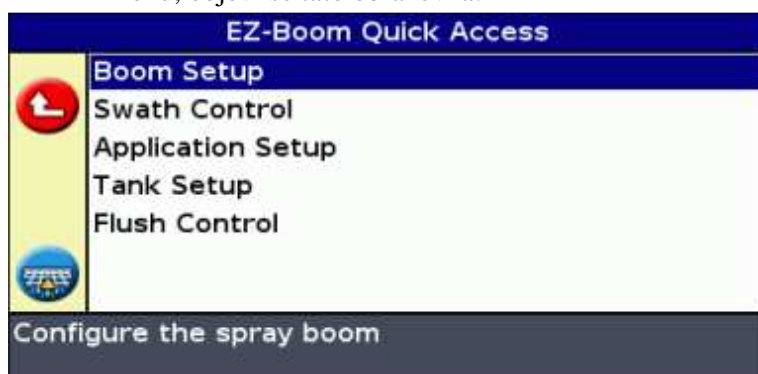 EZ-Boom Quick Access
Boom Setup
Swath Control
Application Setup
Tank Setup
Flush Control
Configure the spray boom